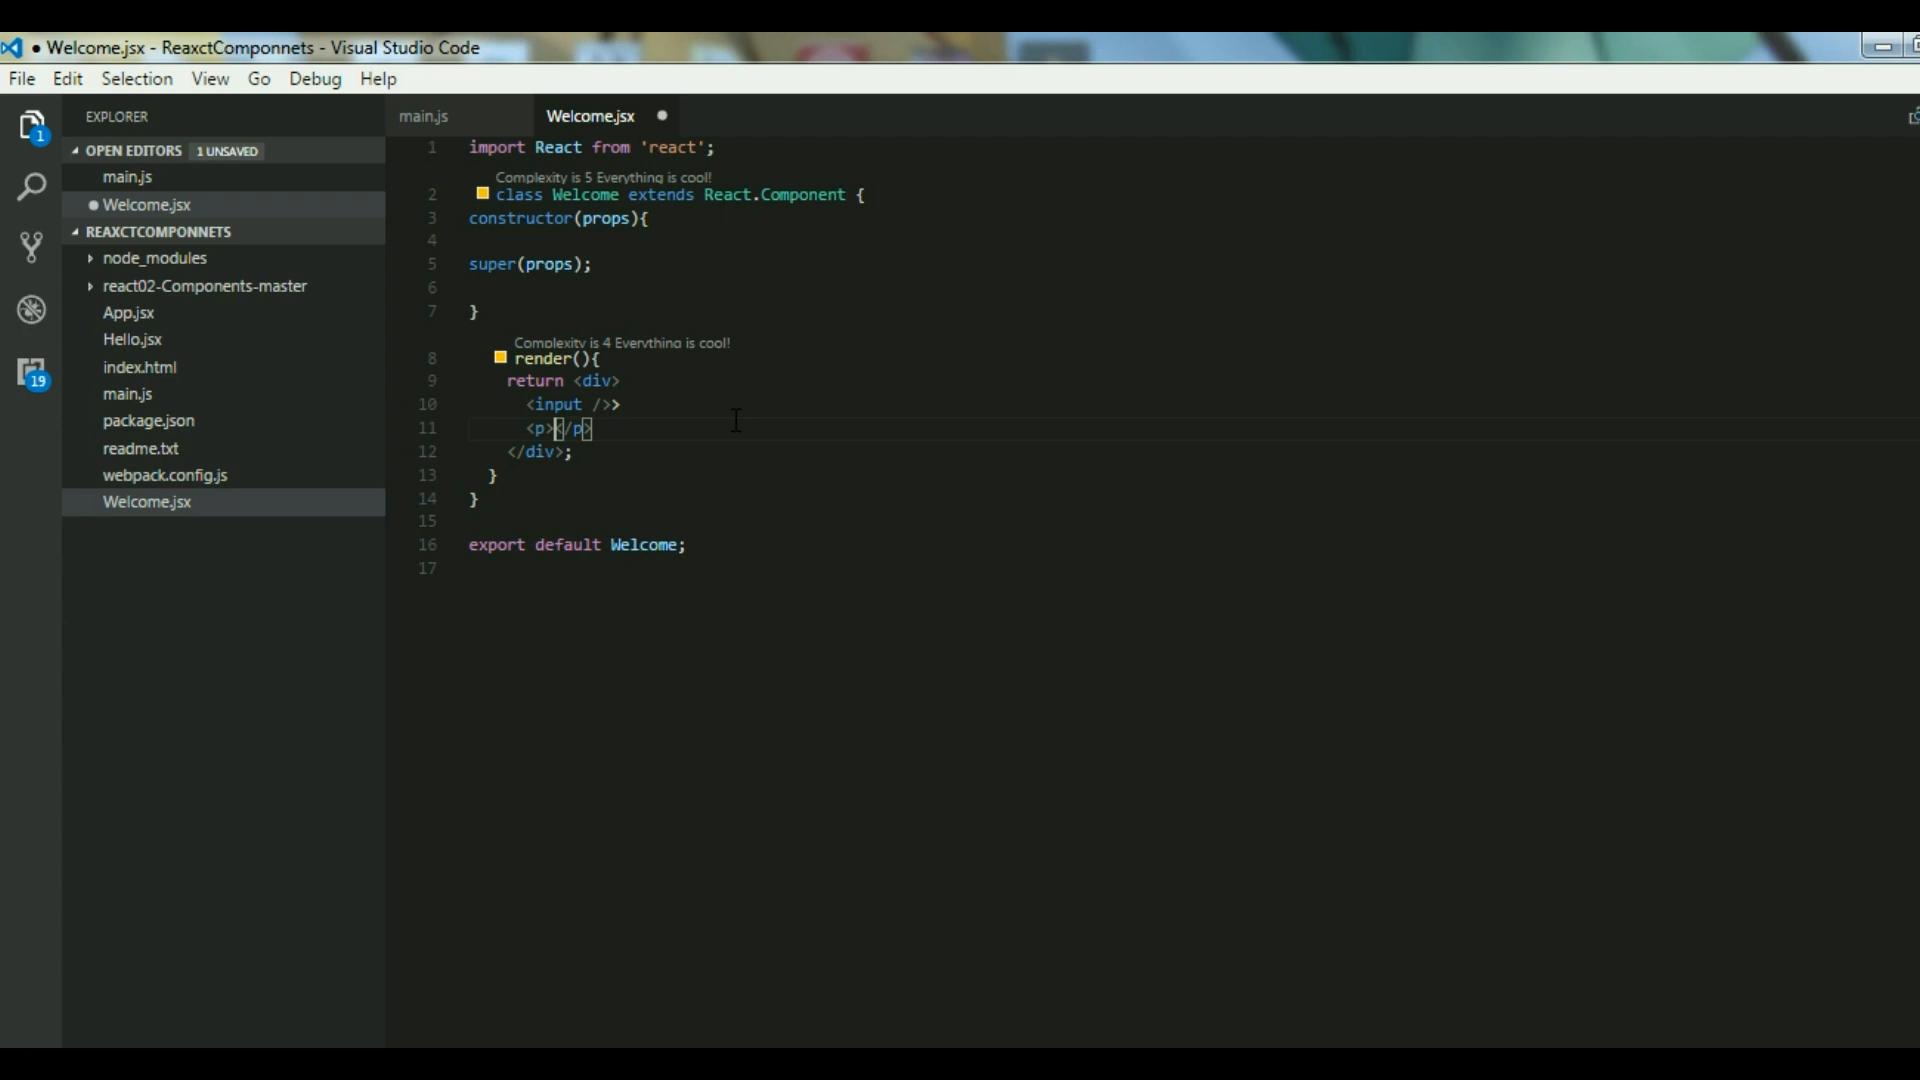 ● Welcome.jsx - ReaxctComponnets - Visual Studio Code
File Edit Selection View Go Debug Help
EXPLORER
OPEN EDITORS 1 UNSAVED
main.js
Welcome.jsx
REAXCTCOMPONNETS
node_modules
react02-Components-master
App.jsx
Hello.jsx
index.html
main.js
package.json
readme.txt
webpack.config.js
Welcome.jsx
1
19
main.js Welcome.jsx
1 import React from 'react';
Complexity is 5 Everything is cool!
2 class Welcome extends React.Component {
3 constructor(props){
4
5 super(props);
6
7 }
Complexity is 4 Everything is cool!
8 render(){
9 return <div>
10 <input />>
11 <p></p>
12 </div>;
13 }
14 }
15
16 export default Welcome;
17